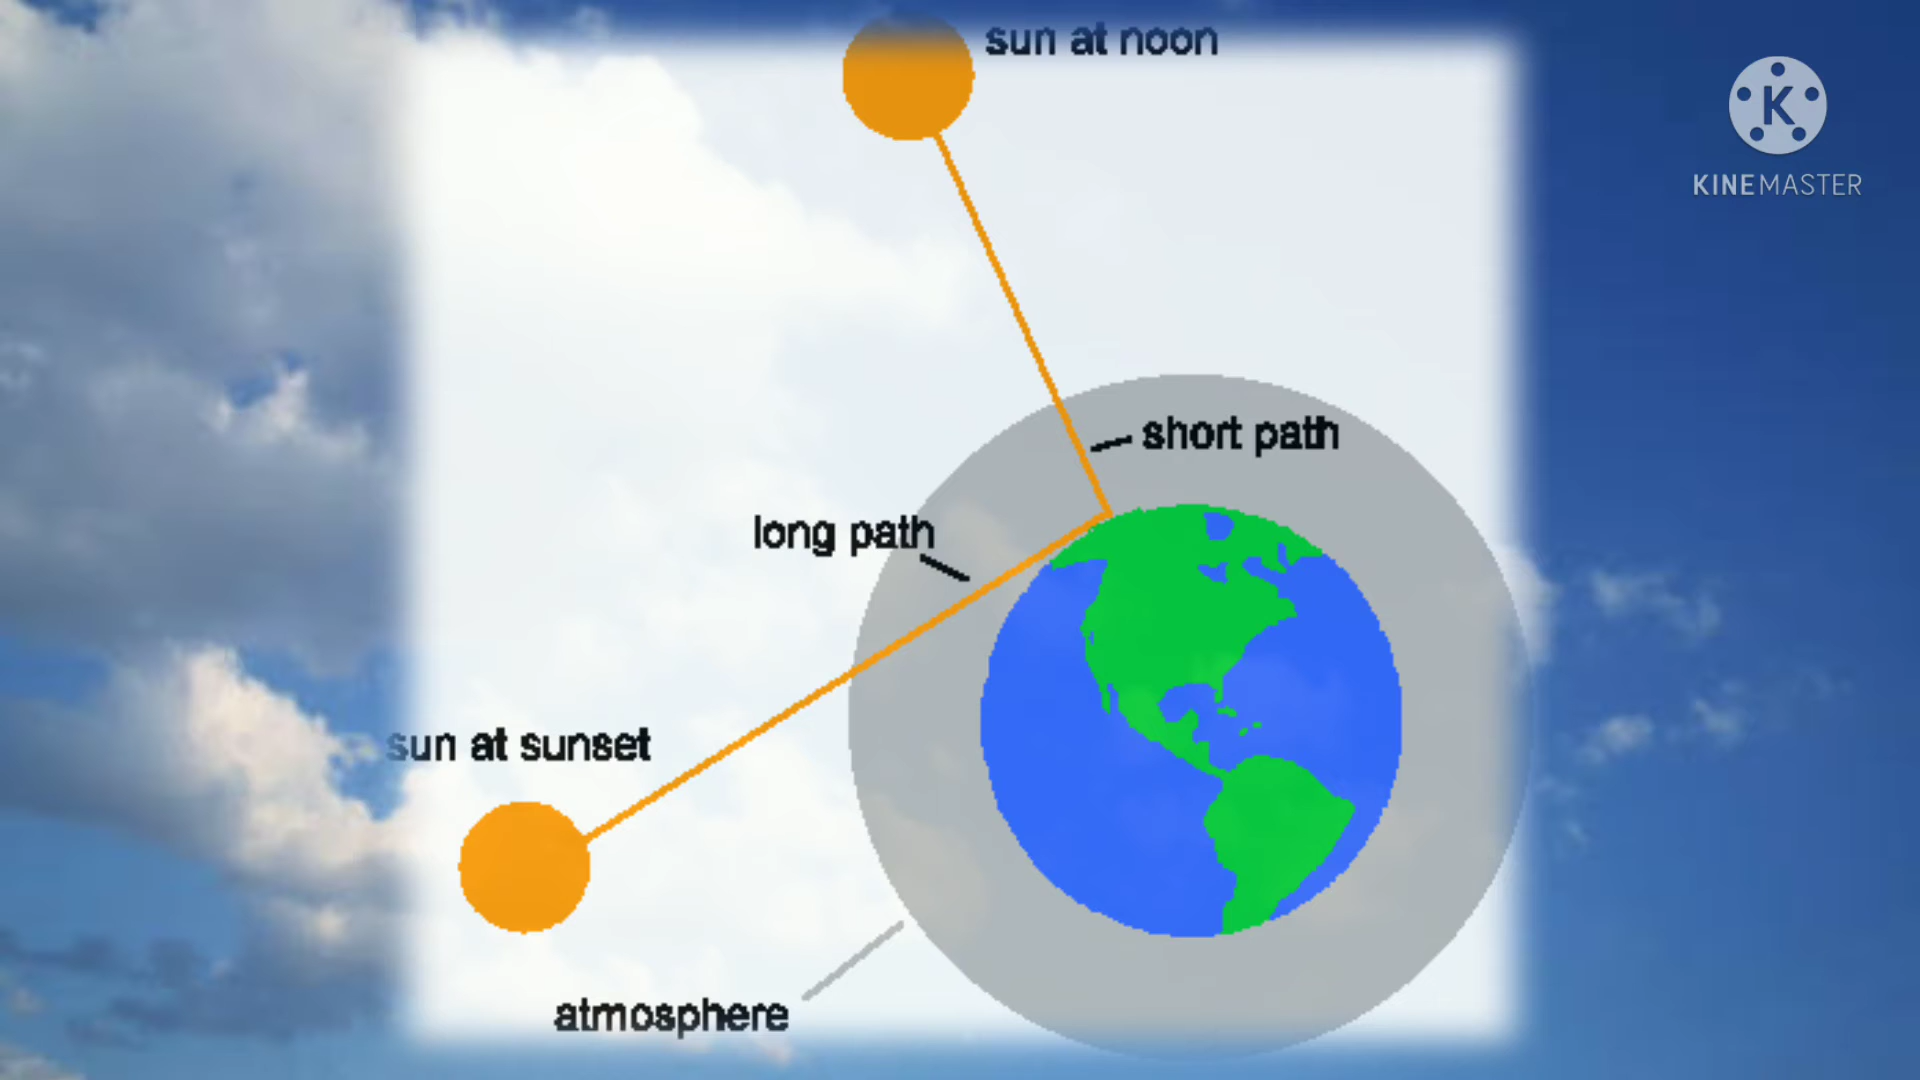 sun at noon
K
KINEMASTER
short path
long path
sun at sunset
atmosphere